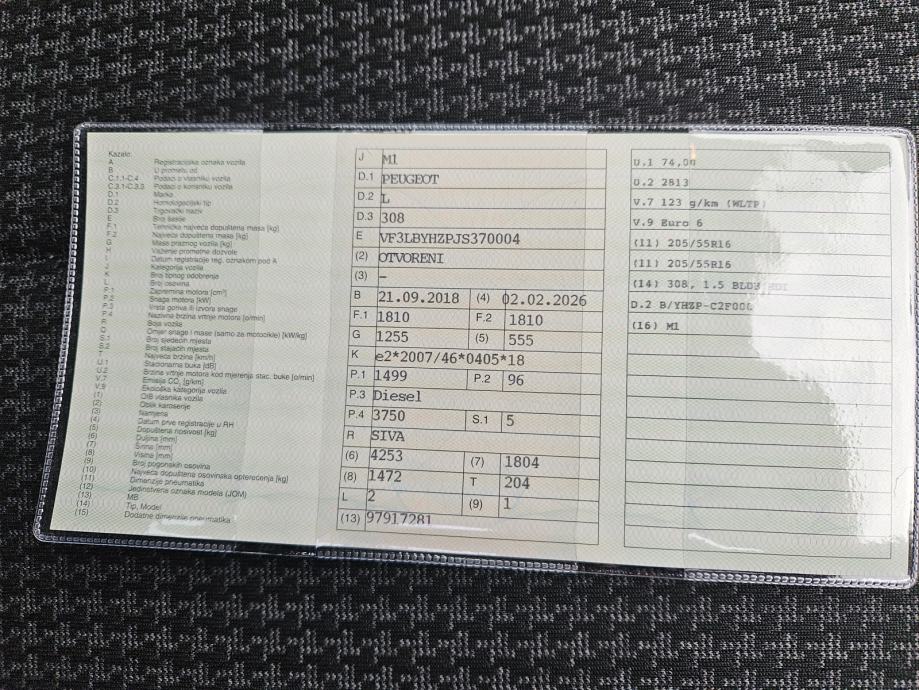 Kazalo:
A Registracijska oznaka vozila
B U prometu od
C.1.1-C.4 Podaci o vlasniku vozila
C.3.1-C.3.3 Podaci o korisniku vozila
D.1 Marka
D.2 Homologacijski tip
D.3 Trgovački naziv
E Broj šasije
F.1 Tehnička najveća dopuštena masa [kg]
F.2 Najveća dopuštena masa [kg]
G Masa praznog vozila [kg]
H Važenje prometne dozvole
I Datum registracije reg. oznakom pod A
J Kategorija vozila
K Broj tipnog odobrenja
L Broj osovina
P.1 Zapremina motora [cm³]
P.2 Snaga motora [kW]
P.3 Vrsta goriva ili izvora snage
P.4 Nazivna brzina vrtnje motora [o/min]
R Boja vozila
Q Omjer snage i mase (samo za motocikle) [kW/kg]
S.1 Broj sjedećih mjesta
S.2 Broj stajaćih mjesta
T Najveća brzina [km/h]
U.1 Stacionarna buka [dB]
U.2 Brzina vrtnje motora kod mjerenja stac. buke [o/min]
V.7 Emisija CO₂ [g/km]
V.9 Ekološka kategorija vozila
(1) OIB vlasnika vozila
(2) Oblik karoserije
(3) Namjena
(4) Datum prve registracije u RH
(5) Dopuštena nosivost [kg]
(6) Duljina [mm]
(7) Širina [mm]
(8) Visina [mm]
(9) Broj pogonskih osovina
(10) Najveća dopuštena osovinska opterećenja [kg]
(11) Dimenzije pneumatika
(12) Jedinstvena oznaka modela (JOM)
(13) MB
(14) Tip, Model
(15) Dodatne dimenzije pneumatika
J M1
D.1 PEUGEOT
D.2 L
D.3 308
E VF3LBYHZPJS370004
(2) OTVORENI
(3) –
B 21.09.2018 (4) 02.02.2026
F.1 1810 F.2 1810
G 1255 (5) 555
K e2*2007/46*0405*18
P.1 1499 P.2 96
P.3 Diesel
P.4 3750 S.1 5
R SIVA
(6) 4253 (7) 1804
(8) 1472 T 204
L 2 (9) 1
(13) 97917281
U.1 74,00
U.2 2813
V.7 123 g/km (WLTP)
V.9 Euro 6
(11) 205/55R16
(11) 205/55R16
(14) 308, 1.5
D.2
(16) M1